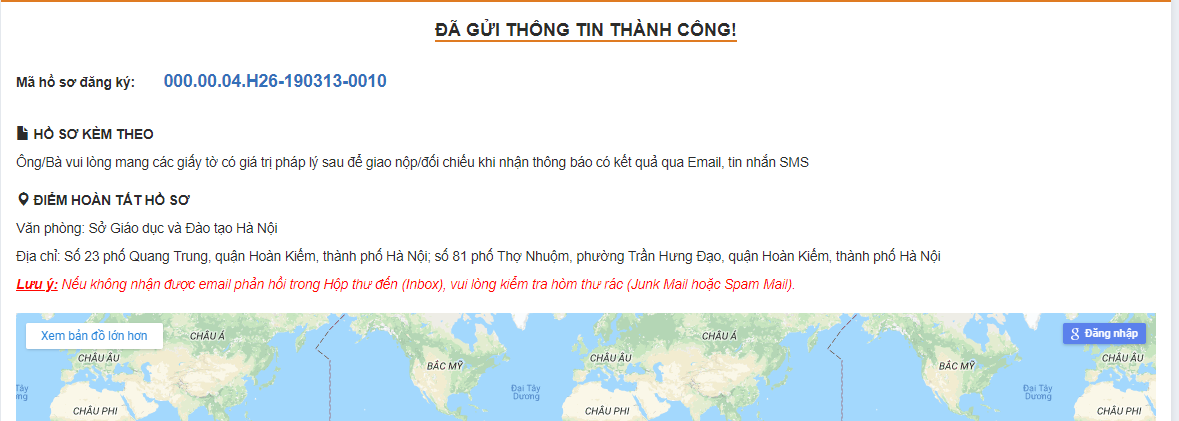 ĐÃ GỬI THÔNG TIN THÀNH CÔNG!
Mã hồ sơ đăng ký: 000.00.04.H26-190313-0010
HỒ SƠ KÈM THEO
Ông/Bà vui lòng mang các giấy tờ có giá trị pháp lý sau để giao nộp/đối chiếu khi nhận thông báo có kết quả qua Email, tin nhắn SMS
ĐIỂM HOÀN TẤT HỒ SƠ
Văn phòng: Sở Giáo dục và Đào tạo Hà Nội
Địa chỉ: Số 23 phố Quang Trung, quận Hoàn Kiếm, thành phố Hà Nội; số 81 phố Thợ Nhuộm, phường Trần Hưng Đạo, quận Hoàn Kiếm, thành phố Hà Nội
Lưu ý: Nếu không nhận được email phản hồi trong Hộp thư đến (Inbox), vui lòng kiểm tra hòm thư rác (Junk Mail hoặc Spam Mail).
Xem bản đồ lớn hơn CHÂU Á CHÂU Á Đăng nhập
CHÂU ÂU BẮC MỸ CHÂU ÂU BẮC MỸ CHÂU ÂU
Tây
Dương
Đại Tây
Dương
Đại Tây
Dương
CHÂU PHI CHÂU PHI CHÂU PHI